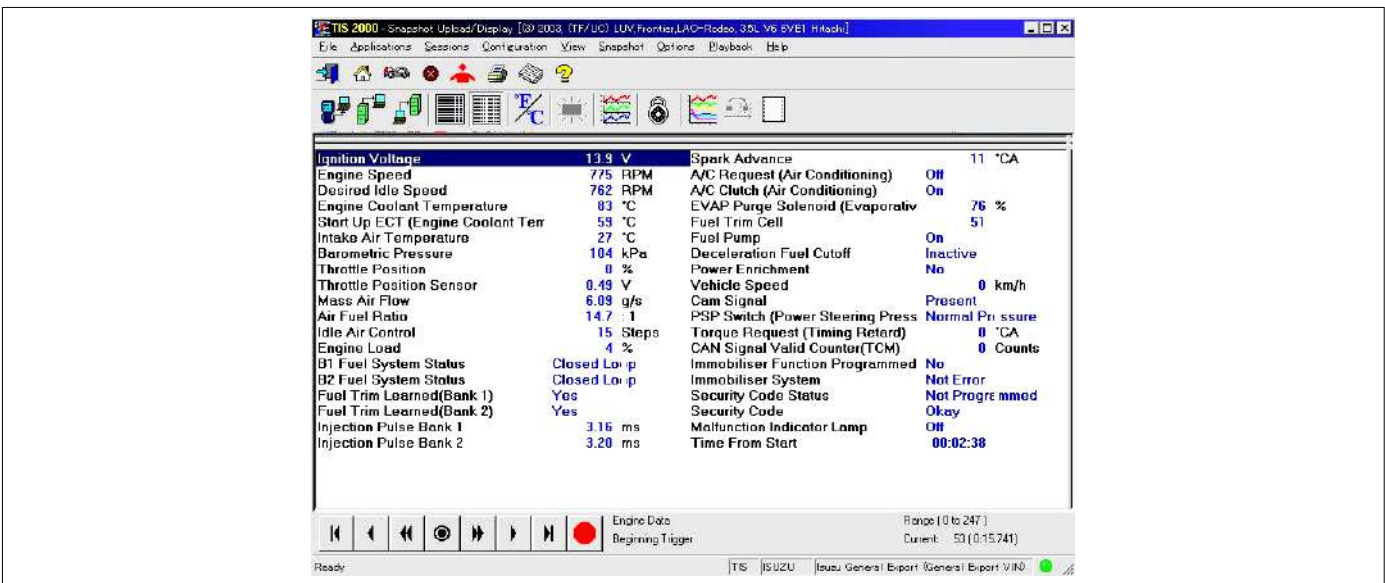 TIS 2000 - Snapshot Upload/Display [(3) 2003, (TF/UC) LUV,Frontier,LAO-Rodeo, 3.5L V6 6VE1 Hitachi]
File Applications Sessions Configuration View Snapshot Options Playback Help
°F/C
Ignition Voltage 13.9 V
Engine Speed 775 RPM
Desired Idle Speed 762 RPM
Engine Coolant Temperature 83 °C
Start Up ECT (Engine Coolant Tem 59 °C
Intake Air Temperature 27 °C
Barometric Pressure 104 kPa
Throttle Position 0 %
Throttle Position Sensor 0.49 V
Mass Air Flow 6.09 g/s
Air Fuel Ratio 14.7 : 1
Idle Air Control 15 Steps
Engine Load 4 %
B1 Fuel System Status Closed Loop
B2 Fuel System Status Closed Loop
Fuel Trim Learned(Bank 1) Yes
Fuel Trim Learned(Bank 2) Yes
Injection Pulse Bank 1 3.16 ms
Injection Pulse Bank 2 3.20 ms
Spark Advance 11 °CA
A/C Request (Air Conditioning) Off
A/C Clutch (Air Conditioning) On
EVAP Purge Solenoid (Evaporativ 76 %
Fuel Trim Cell 51
Fuel Pump On
Deceleration Fuel Cutoff Inactive
Power Enrichment No
Vehicle Speed 0 km/h
Cam Signal Present
PSP Switch (Power Steering Press Normal Pressure
Torque Request (Timing Retard) 0 °CA
CAN Signal Valid Counter(TCM) 0 Counts
Immobiliser Function Programmed No
Immobiliser System Not Error
Security Code Status Not Programmed
Security Code Okay
Malfunction Indicator Lamp Off
Time From Start 00:02:38
Engine Data
Beginning Trigger
Range [ 0 to 247 ]
Current: 53 ( 0:15.741)
Ready TIS ISUZU Isuzu General Export (General Export VIN)